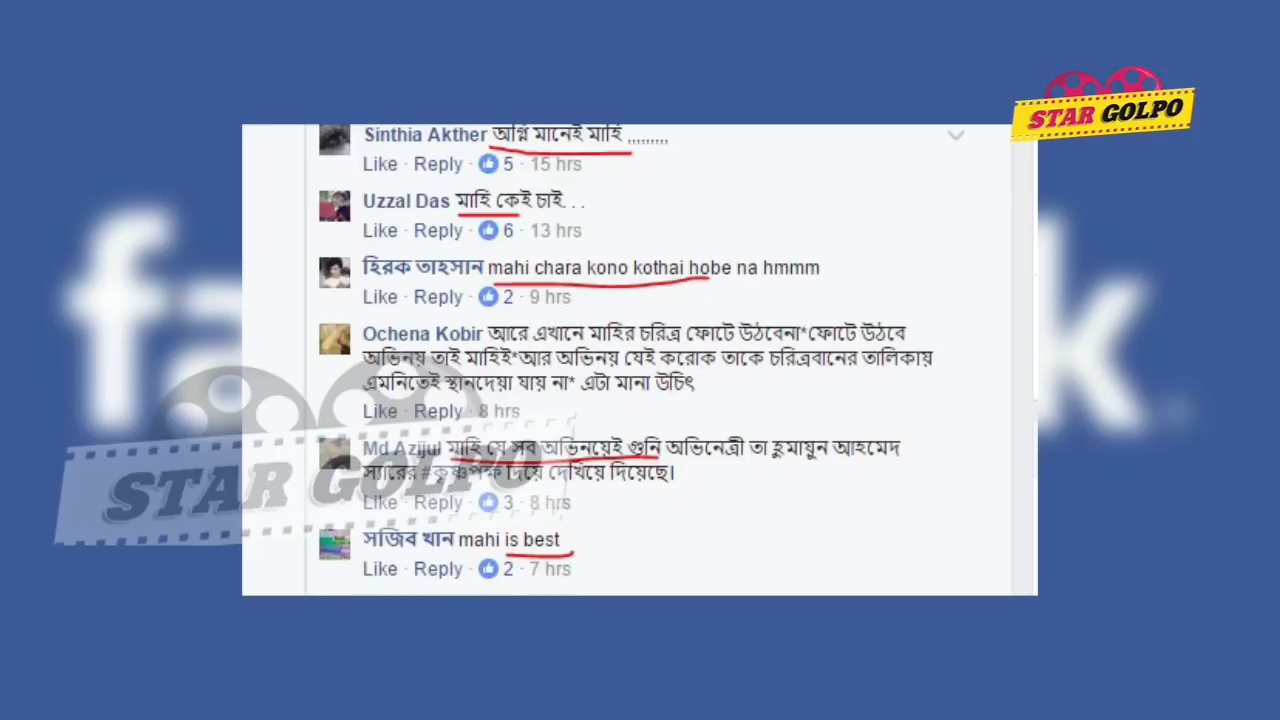 STAR GOLPO
Sinthia Akther অগ্নি মানেই মাহি ,,,,,,,,,
Like · Reply · 5 · 15 hrs
Uzzal Das মাহি কেই চাই. . .
Like · Reply · 6 · 13 hrs
হিরক তাহসান mahi chara kono kothai hobe na hmmm
Like · Reply · 2 · 9 hrs
Ochena Kobir আরে এখানে মাহির চরিত্র ফোটে উঠবেনা*ফোটে উঠবে
অভিনয় তাই মাহিই*আর অভিনয় যেই করোক তাকে চরিত্রবানের তালিকায়
এমনিতেই স্থানদেয়া যায় না* এটা মানা উচিৎ
Like · Reply · 8 hrs
Md Azijul মাহি যে সব অভিনয়েই গুনি অভিনেত্রী তা হুমায়ুন আহমেদ
স্যারের #কৃষ্ণপক্ষ দিয়ে দেখিয়ে দিয়েছে।
Like · Reply · 3 · 8 hrs
STAR GOLPO
সজিব খান mahi is best
Like · Reply · 2 · 7 hrs
fa
k.